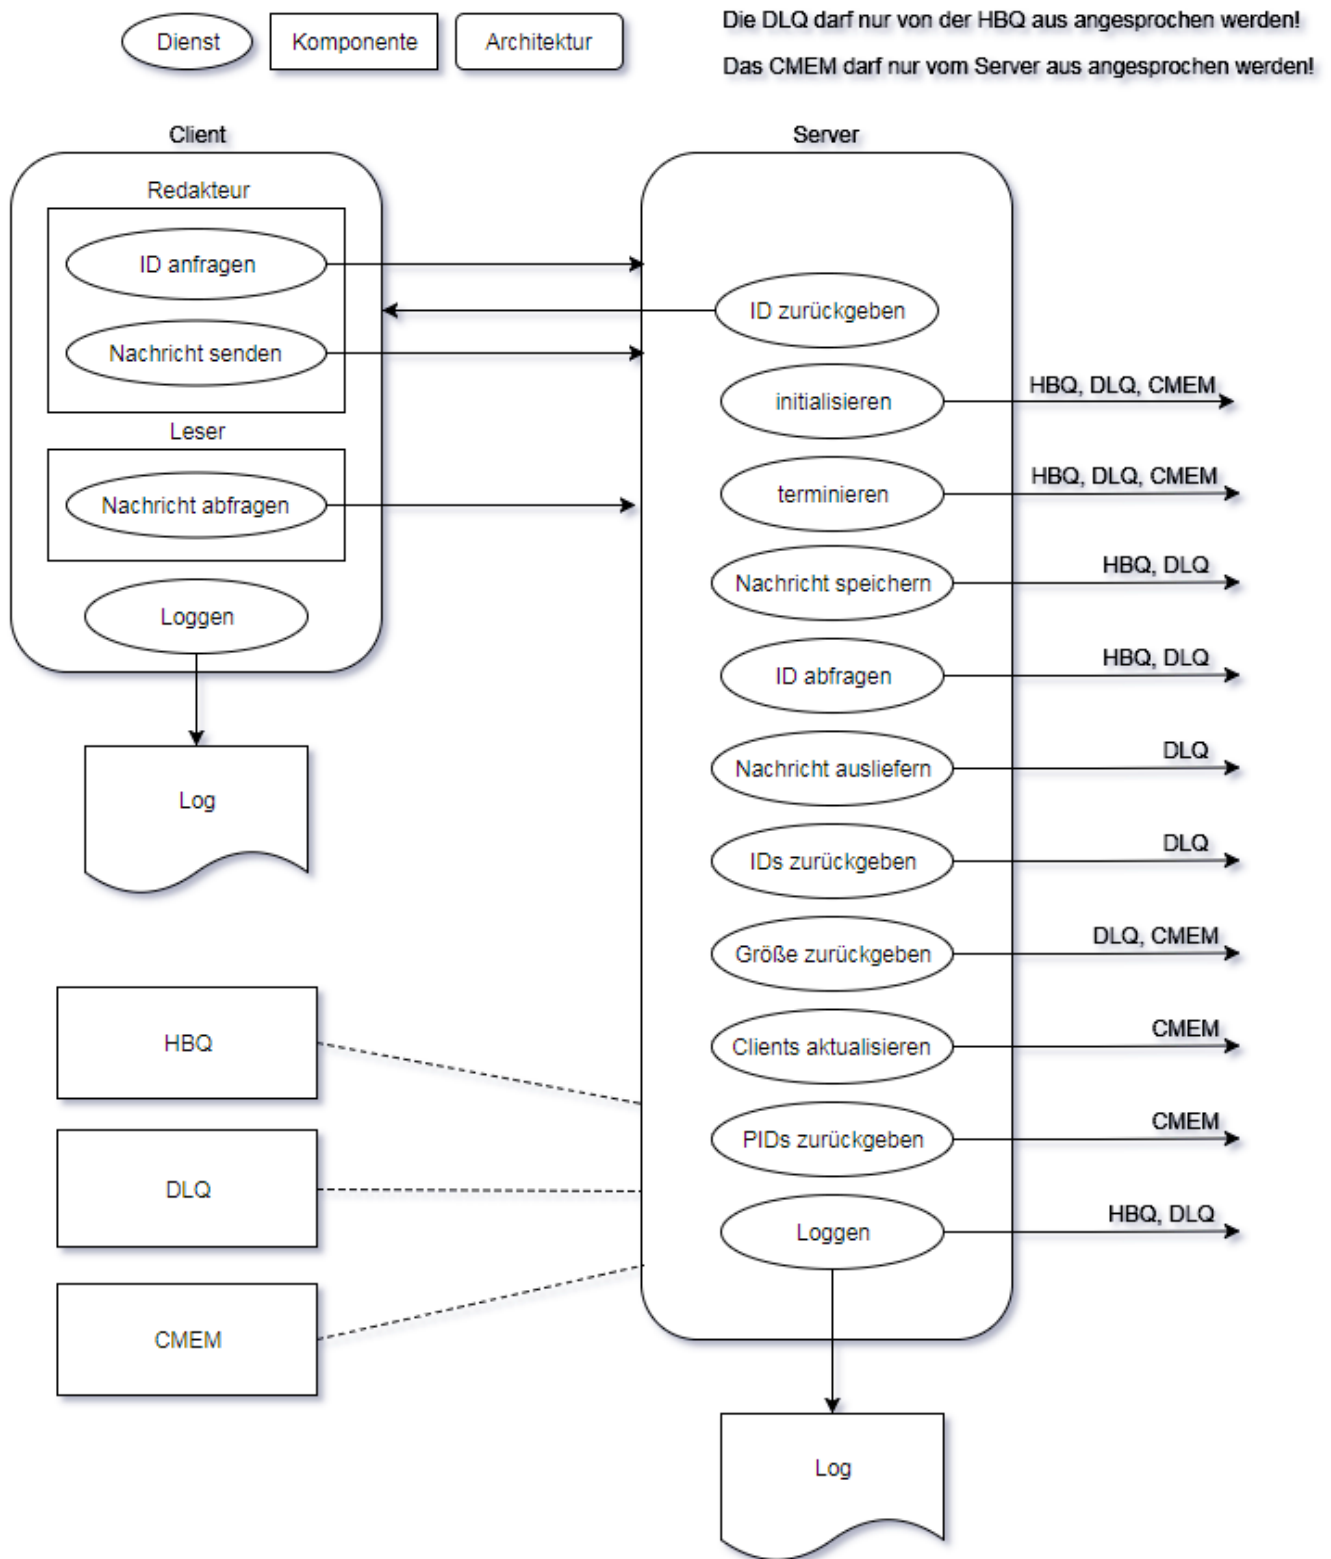 Dienst
Komponente
Architektur
Die DLQ darf nur von der HBQ aus angesprochen werden!
Das CMEM darf nur vom Server aus angesprochen werden!
Client
Redakteur
ID anfragen
Nachricht senden
Leser
Nachricht abfragen
Loggen
Log
HBQ
DLQ
CMEM
Server
ID zurückgeben
initialisieren
HBQ, DLQ, CMEM
terminieren
HBQ, DLQ, CMEM
Nachricht speichern
HBQ, DLQ
ID abfragen
HBQ, DLQ
Nachricht ausliefern
DLQ
IDs zurückgeben
DLQ
Größe zurückgeben
DLQ, CMEM
Clients aktualisieren
CMEM
PIDs zurückgeben
CMEM
Loggen
HBQ, DLQ
Log